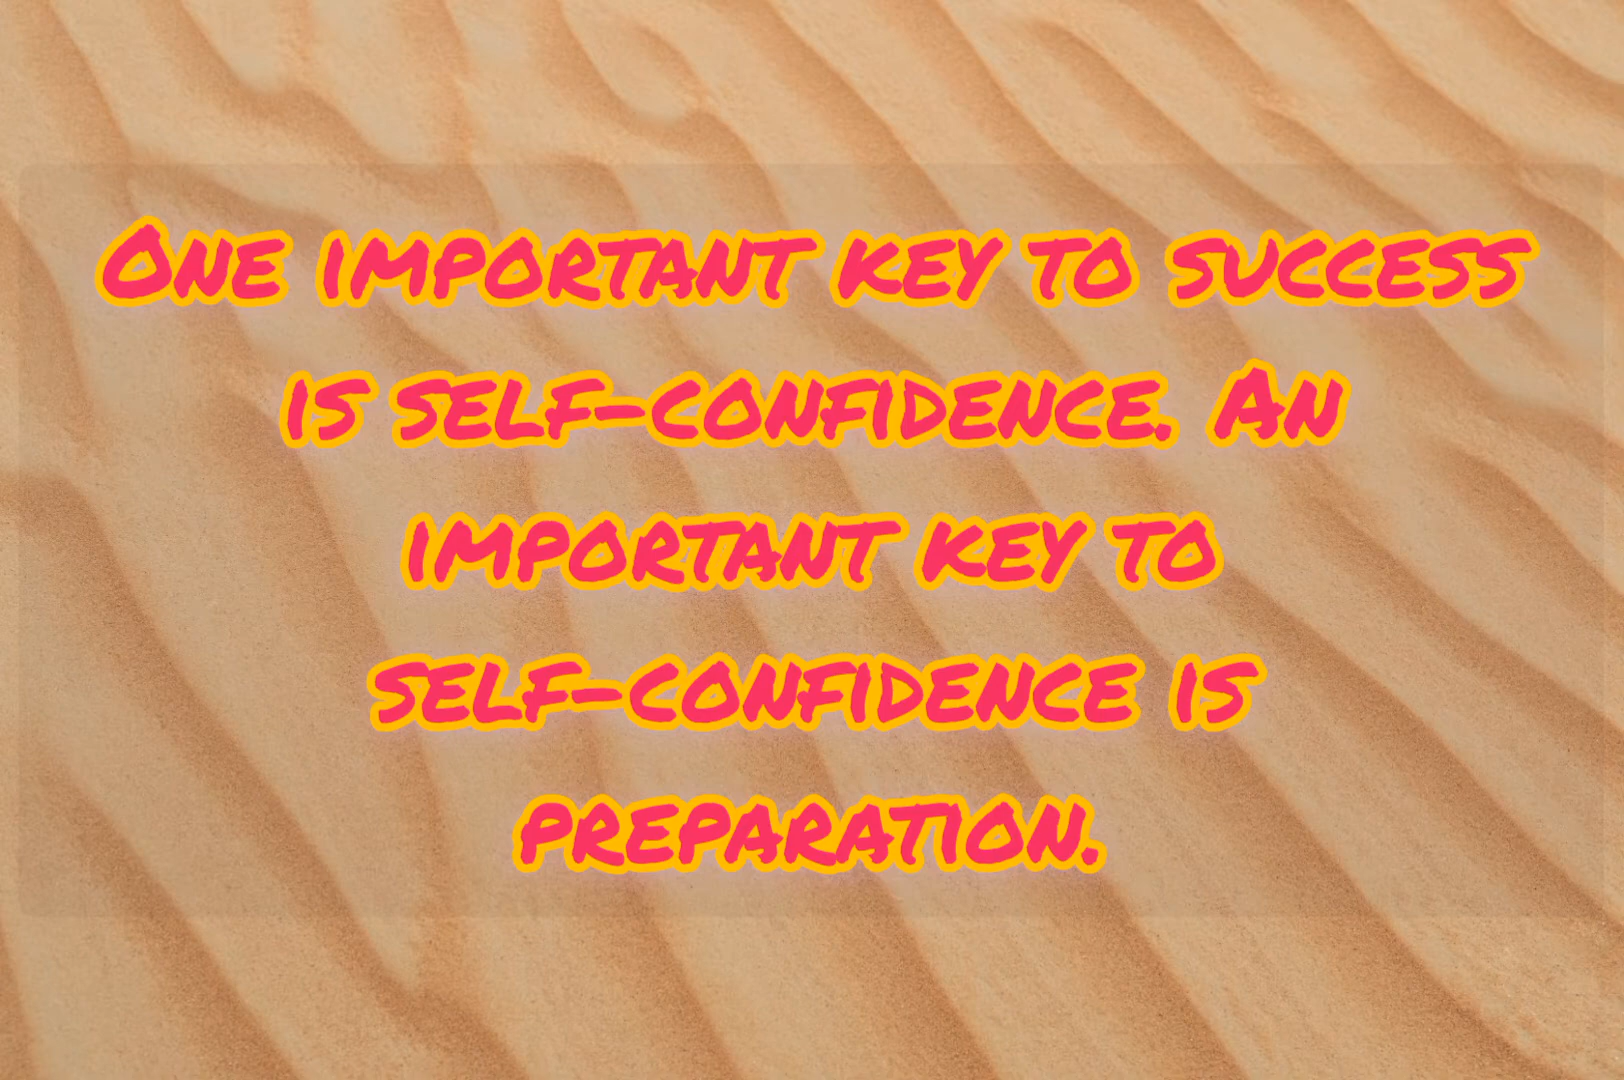 One important key to success
is self-confidence. An
important key to
self-confidence is
preparation.